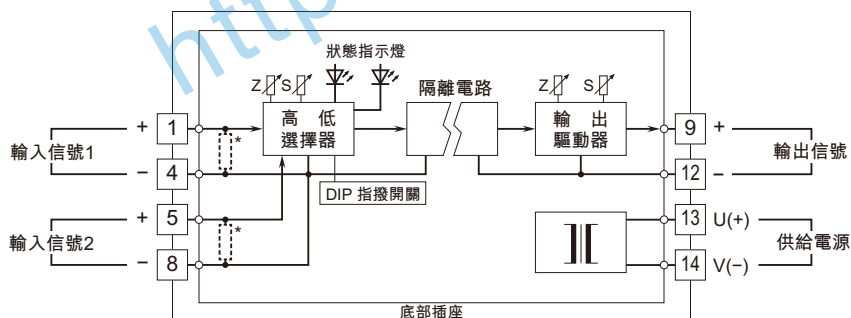 http
狀態指示燈
Z S
隔離電路
Z S
輸入信號1
+ 1
*
− 4
高 低
選擇器
輸 出
驅動器
9 +
12 −
輸出信號
DIP 指撥開關
輸入信號2
+ 5
*
− 8
13 U(+)
14 V(−)
供給電源
底部插座